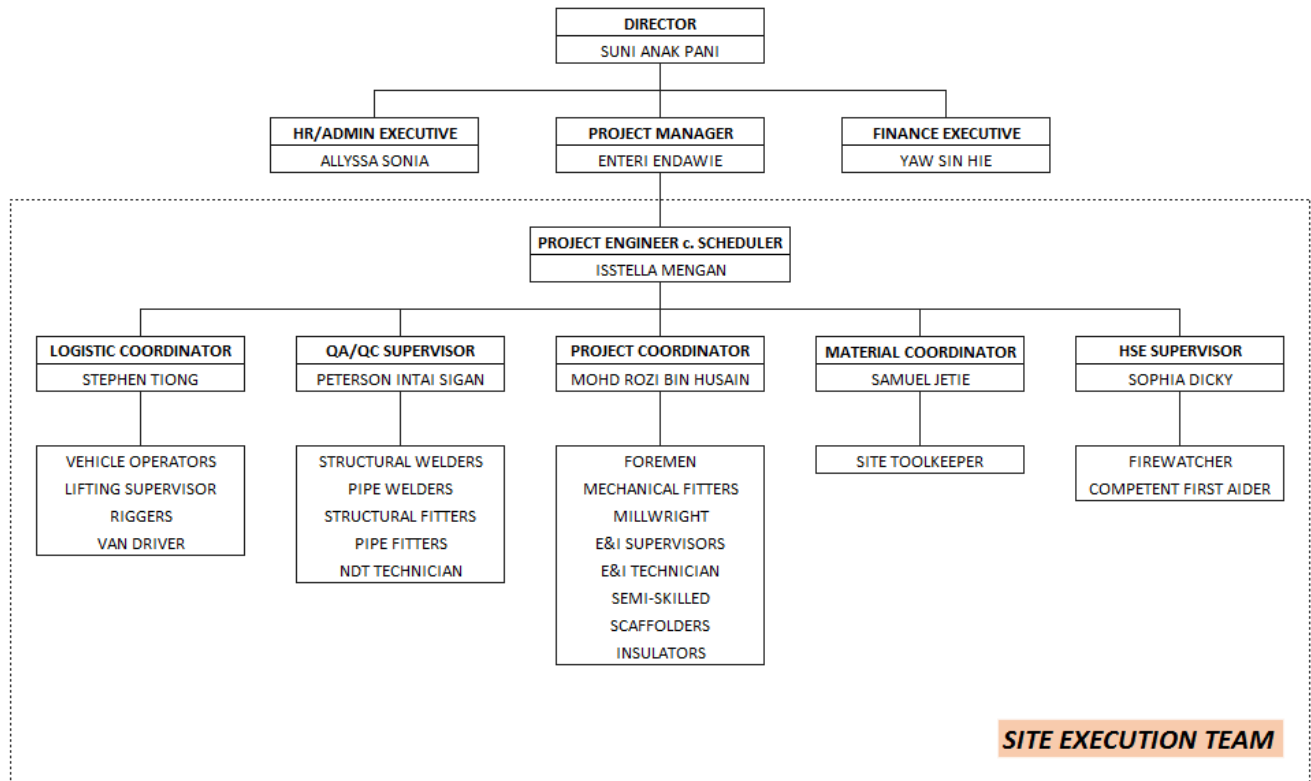 DIRECTOR
SUNI ANAK PANI
HR/ADMIN EXECUTIVE
ALLYSSA SONIA
PROJECT MANAGER
ENTERI ENDAWIE
FINANCE EXECUTIVE
YAW SIN HIE
PROJECT ENGINEER c. SCHEDULER
ISSTELLA MENGAN
LOGISTIC COORDINATOR
STEPHEN TIONG
QA/QC SUPERVISOR
PETERSON INTAI SIGAN
PROJECT COORDINATOR
MOHD ROZI BIN HUSAIN
MATERIAL COORDINATOR
SAMUEL JETIE
HSE SUPERVISOR
SOPHIA DICKY
VEHICLE OPERATORS
LIFTING SUPERVISOR
RIGGERS
VAN DRIVER
STRUCTURAL WELDERS
PIPE WELDERS
STRUCTURAL FITTERS
PIPE FITTERS
NDT TECHNICIAN
FOREMEN
MECHANICAL FITTERS
MILLWRIGHT
E&I SUPERVISORS
E&I TECHNICIAN
SEMI-SKILLED
SCAFFOLDERS
INSULATORS
SITE TOOLKEEPER
FIREWATCHER
COMPETENT FIRST AIDER
SITE EXECUTION TEAM